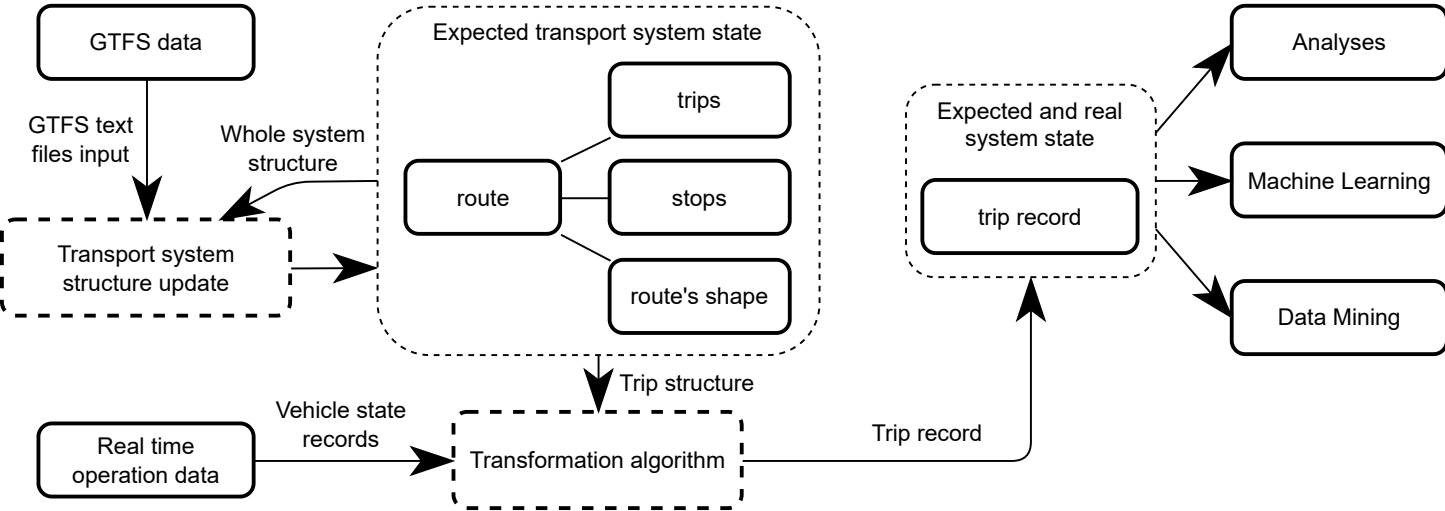 GTFS data
GTFS text
files input
Whole system
structure
Transport system
structure update
Expected transport system state
trips
route
stops
route's shape
Trip structure
Real time
operation data
Vehicle state
records
Transformation algorithm
Trip record
Expected and real
system state
trip record
Analyses
Machine Learning
Data Mining